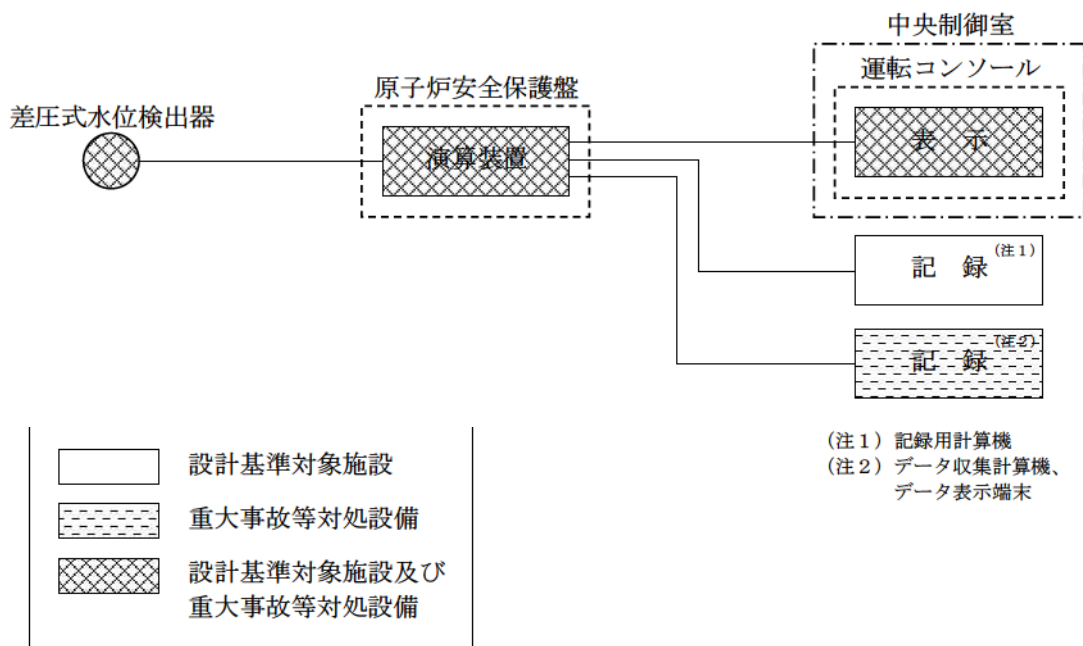 中央制御室
運転コンソール
原子炉安全保護盤
差圧式水位検出器
演算装置
表 示
記 録(注1)
記 録(注2)
(注1)記録用計算機
(注2)データ収集計算機、
データ表示端末
設計基準対象施設
重大事故等対処設備
設計基準対象施設及び
重大事故等対処設備